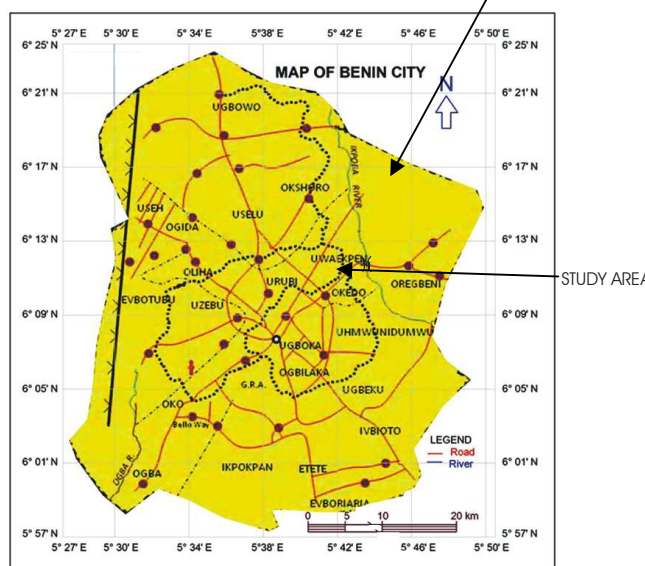 5° 27' E 5° 30' E 5° 34' E 5° 38' E 5° 42' E 5° 46' E 5° 50' E
6° 25' N 6° 25' N
MAP OF BENIN CITY
N
6° 21' N 6° 21' N
UGBOWO
IKPOBA RIVER
6° 17' N 6° 17' N
OKSHORO
USEH
USELU
OGIDA
6° 13' N 6° 13' N
UWAEKPEN
OLIHA
URUBI
OREGBENI
STUDY AREA
EVBOTUBU
UZEBU
OKEDO
6° 09' N 6° 09' N
UHMWUNIDUMWU
UGBOKA
OGBILAKA
6° 05' N 6° 05' N
G.R.A.
UGBEKU
OKO
Bello Way
IVBIOTO
LEGEND
Road
River
6° 01' N 6° 01' N
OGBA R.
OGBA
IKPOKPAN
ETETE
EVBORIARIA
0 5 10 20 km
5° 57' N 5° 57' N
5° 27' E 5° 30' E 5° 34' E 5° 38' E 5° 42' E 5° 46' E 5° 50' E